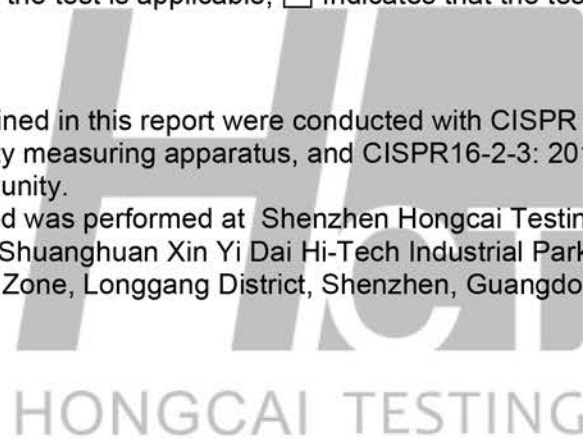 the test is applicable, ☐ Indicates that the tes
ined in this report were conducted with CISPR
ty measuring apparatus, and CISPR16-2-3: 201
unity.
d was performed at Shenzhen Hongcai Testin
Shuanghuan Xin Yi Dai Hi-Tech Industrial Park
Zone, Longgang District, Shenzhen, Guangdo
HCT
HONGCAI TESTING